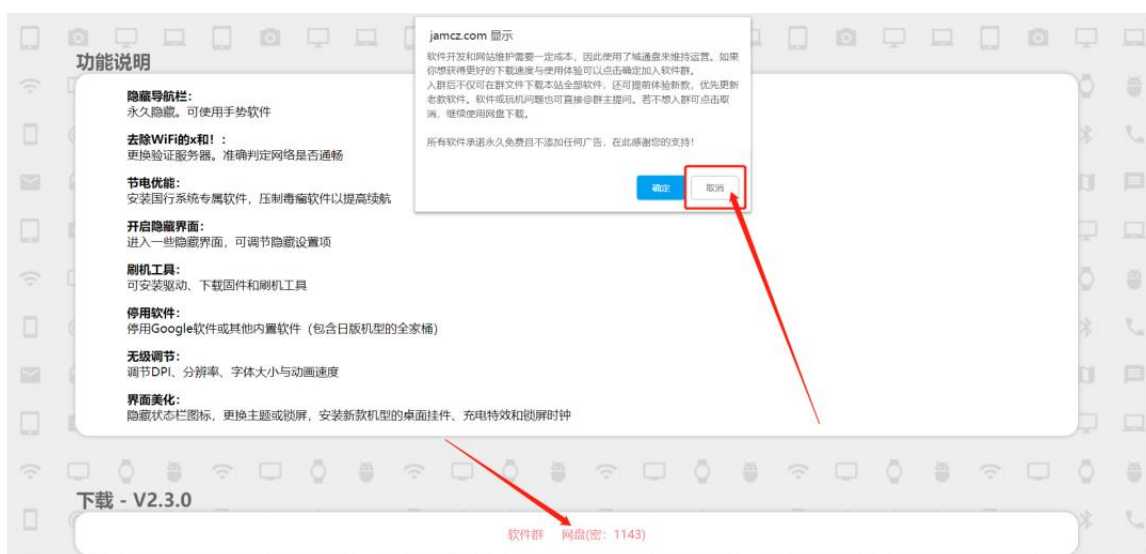 jamcz.com 显示
软件开发和网站维护需要一定成本，因此使用了城通盘来维持运营。如果
你想获得更好的下载速度与使用体验可以点击确定加入软件群。
入群后不仅可在群文件下载本站全部软件，还可提前体验新款，优先更新
老款软件。软件或玩机问题也可直接@群主提问。若不想入群可点击取
消，继续使用网盘下载。
所有软件承诺永久免费且不添加任何广告，在此感谢您的支持！
确定
取消
功能说明
隐藏导航栏：
永久隐藏。可使用手势软件
去除WiFi的x和！：
更换验证服务器。准确判定网络是否通畅
节电优能：
安装国行系统专属软件，压制毒瘤软件以提高续航
开启隐藏界面：
进入一些隐藏界面，可调节隐藏设置项
刷机工具：
可安装驱动、下载固件和刷机工具
停用软件：
停用Google软件或其他内置软件（包含日版机型的全家桶）
无级调节：
调节DPI、分辨率、字体大小与动画速度
界面美化：
隐藏状态栏图标，更换主题或锁屏，安装新款机型的桌面挂件、充电特效和锁屏时钟
下载 - V2.3.0
软件群 网盘(密：1143)